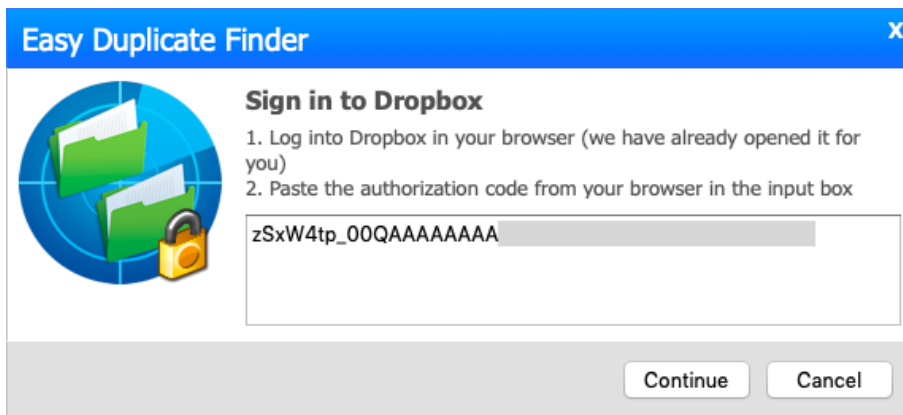 Easy Duplicate Finder
x
Sign in to Dropbox
1. Log into Dropbox in your browser (we have already opened it for
you)
2. Paste the authorization code from your browser in the input box
zSxW4tp_00QAAAAAAAA
Continue
Cancel